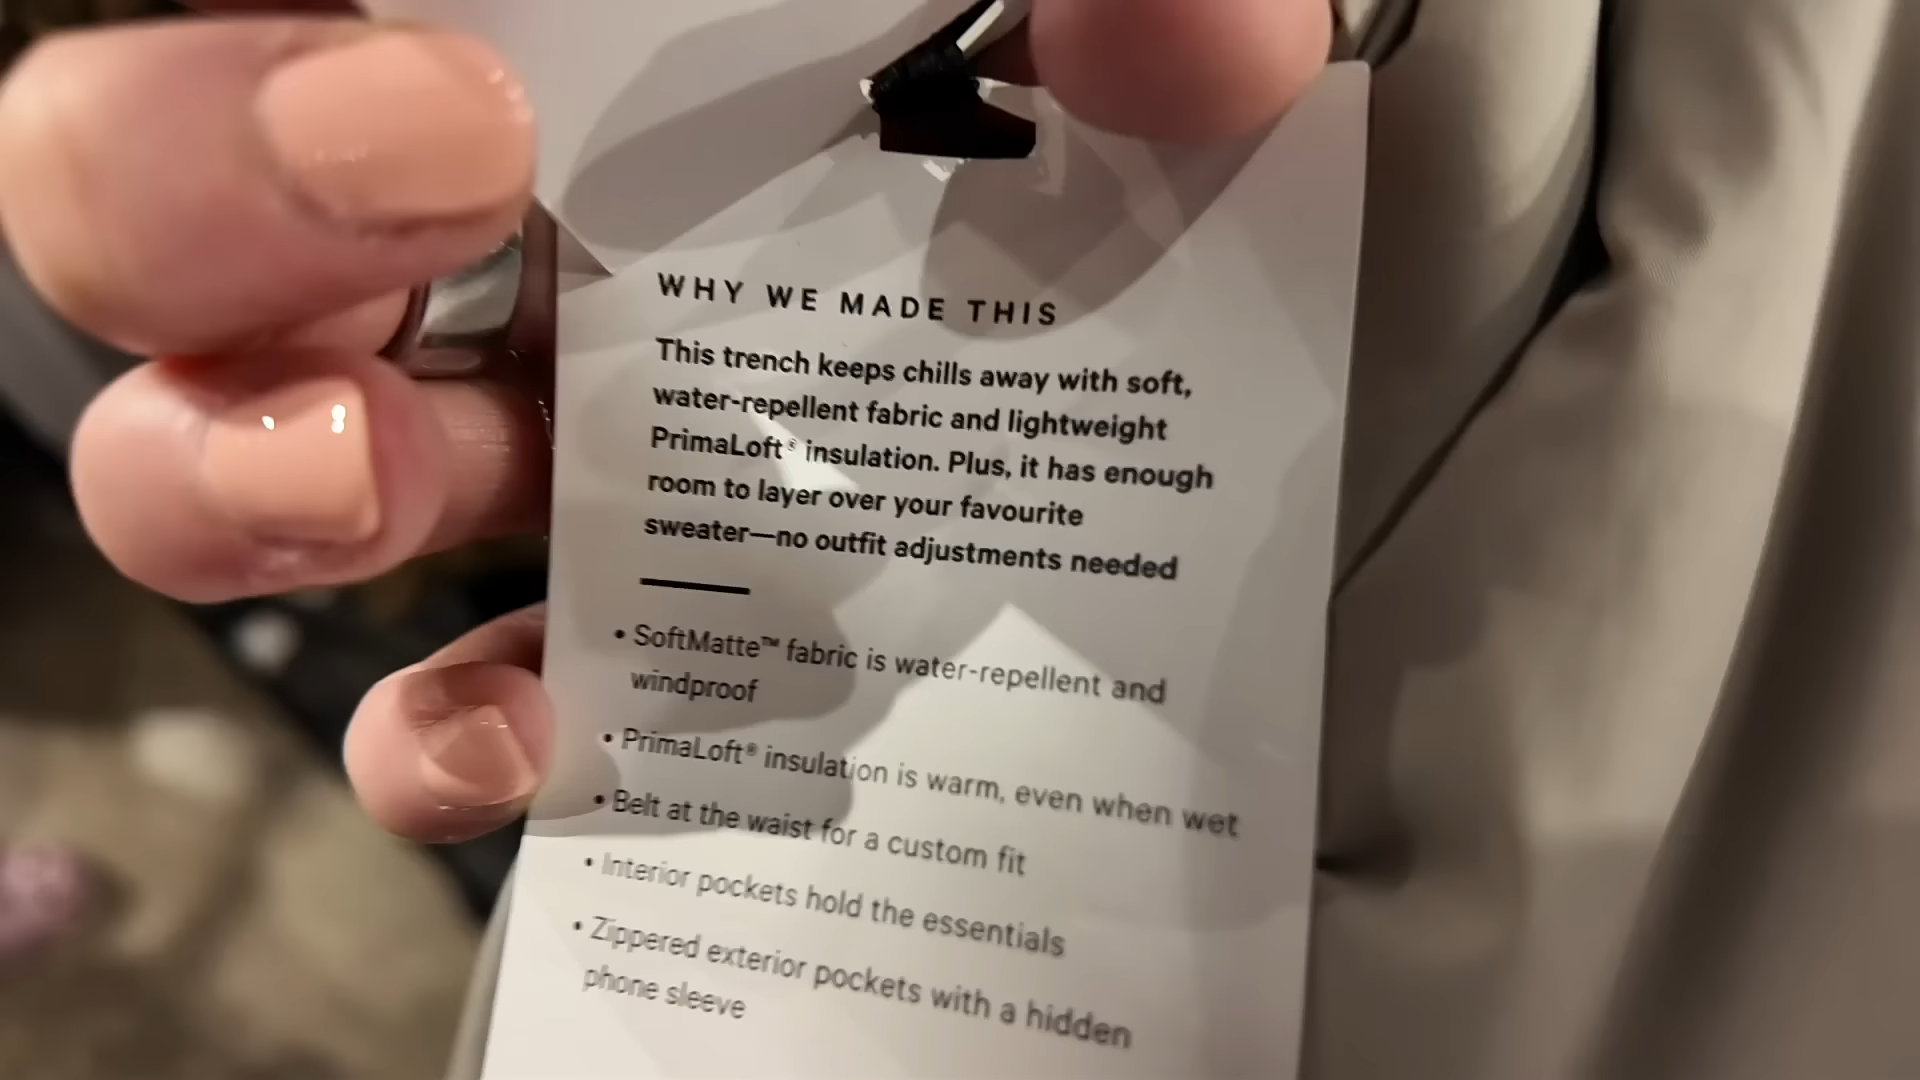 WHY WE MADE THIS
This trench keeps chills away with soft,
water-repellent fabric and lightweight
PrimaLoft® insulation. Plus, it has enough
room to layer over your favourite
sweater—no outfit adjustments needed
• SoftMatte™ fabric is water-repellent and
windproof
• PrimaLoft® insulation is warm, even when wet
• Belt at the waist for a custom fit
• Interior pockets hold the essentials
• Zippered exterior pockets with a hidden
phone sleeve